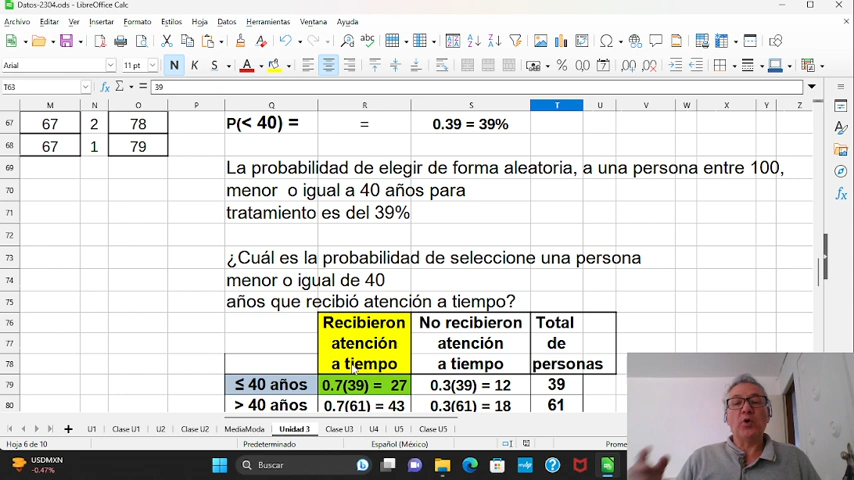 Datos-2304.ods - LibreOffice Calc
Archivo Editar Ver Insertar Formato Estilos Hoja Datos Herramientas Ventana Ayuda
Arial 11 pt N K S
T63 39
M N O P Q R S T U V W X Y Z
67 67 2 78 P(< 40) = = 0.39 = 39%
68 67 1 79
69 La probabilidad de elegir de forma aleatoria, a una persona entre 100,
70 menor o igual a 40 años para
71 tratamiento es del 39%
72
73 ¿Cuál es la probabilidad de seleccione una persona
74 menor o igual de 40
75 años que recibió atención a tiempo?
76 Recibieron No recibieron Total
77 atención atención de
78 a tiempo a tiempo personas
79 ≤ 40 años 0.7(39) = 27 0.3(39) = 12 39
80 > 40 años 0.7(61) = 43 0.3(61) = 18 61
U1 Clase U1 U2 Clase U2 MediaModa Unidad 3 Clase U3 U4 U5 Clase U5
Hoja 6 de 10 Predeterminado Español (México) Prome
USDMXN
-0.47%
Buscar